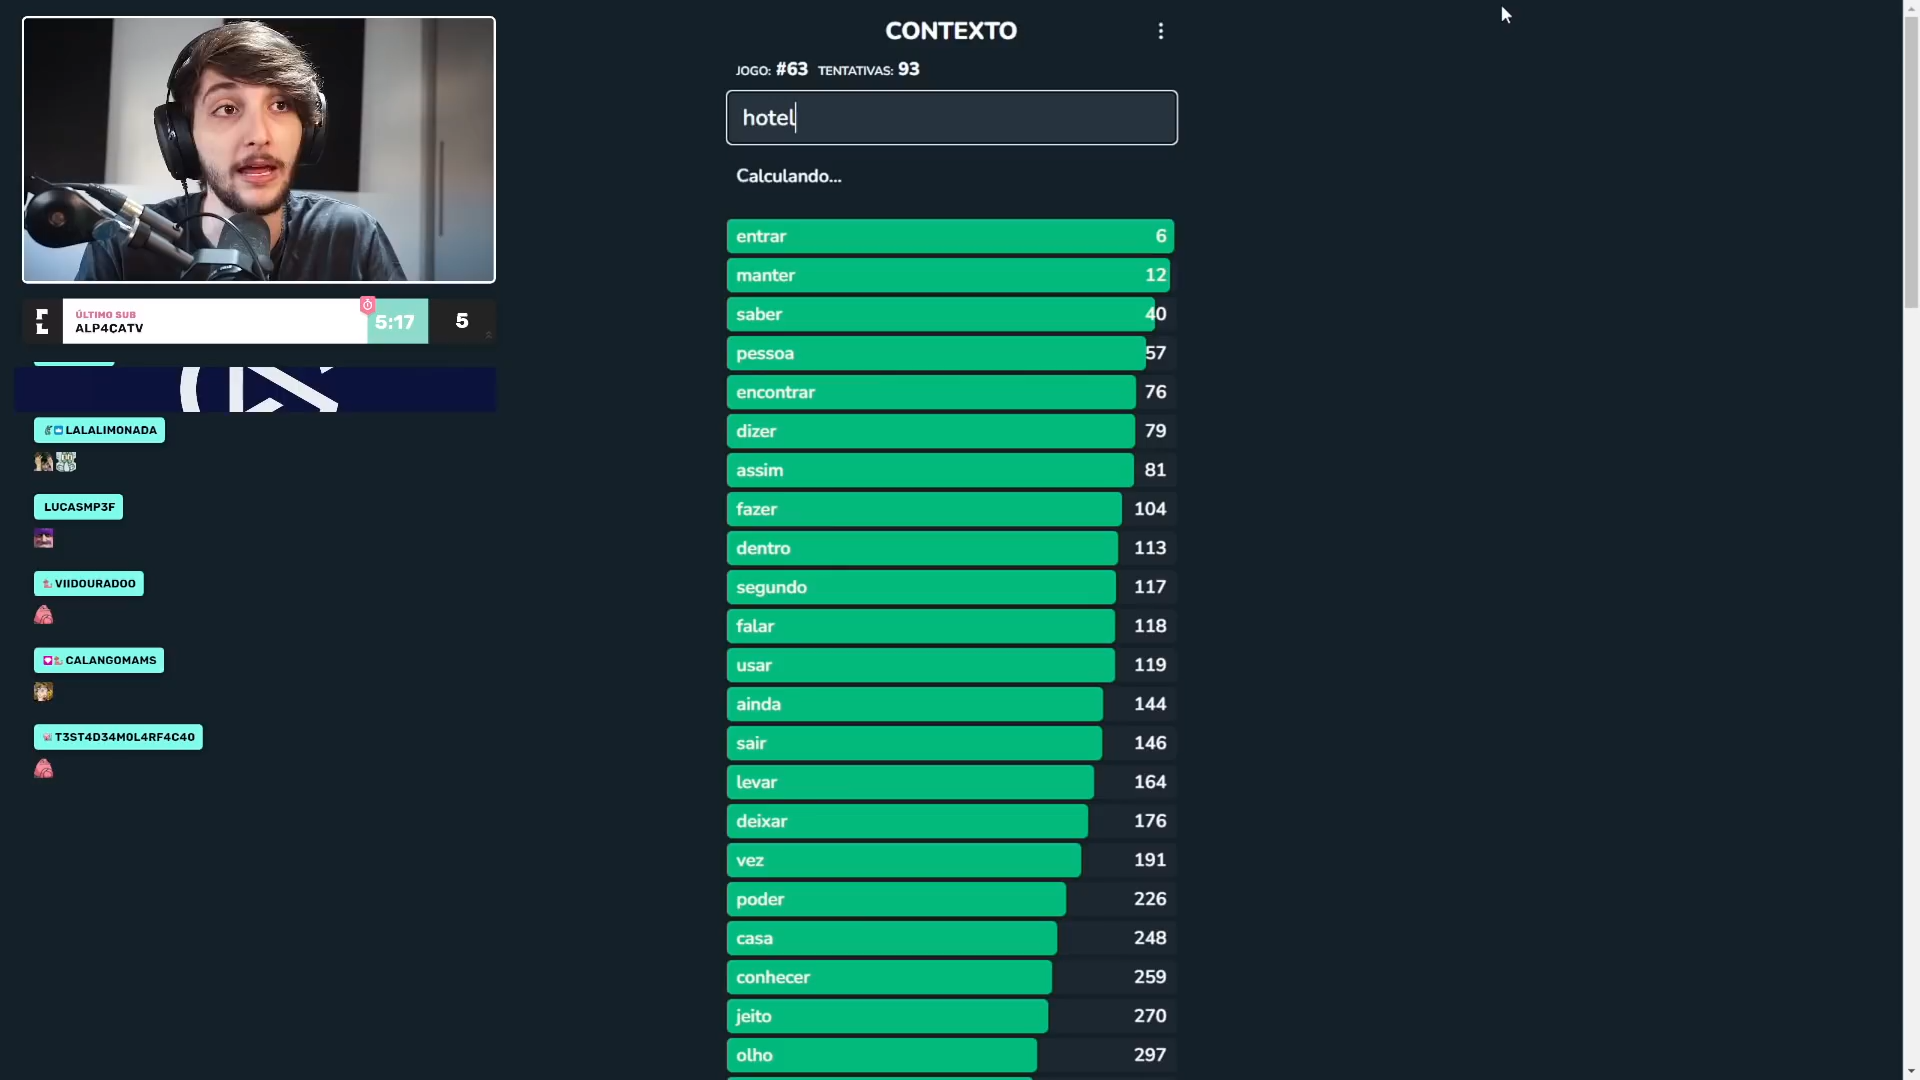 CONTEXTO
JOGO: #63 TENTATIVAS: 93
hotel
Calculando...
entrar 6
manter 12
saber 40
pessoa 57
encontrar 76
dizer 79
assim 81
fazer 104
dentro 113
segundo 117
falar 118
usar 119
ainda 144
sair 146
levar 164
deixar 176
vez 191
poder 226
casa 248
conhecer 259
jeito 270
olho 297
ÚLTIMO SUB
ALP4ÇATV
5:17
5
LALALIMONADA
LUCASMP3F
VIIDOURADOO
CALANGOMAMS
T3ST4D34M0L4RF4C40